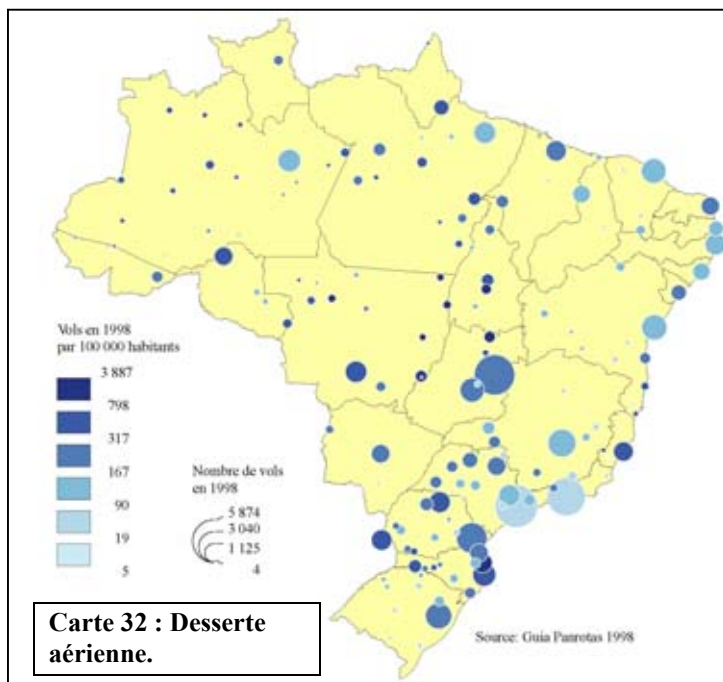 Vols en 1998
par 100 000 habitants
3 887
798
317
167
90
19
5
Nombre de vols
en 1998
5 874
3 040
1 125
4
Carte 32 : Desserte
aérienne.
Source: Guia Panrotas 1998